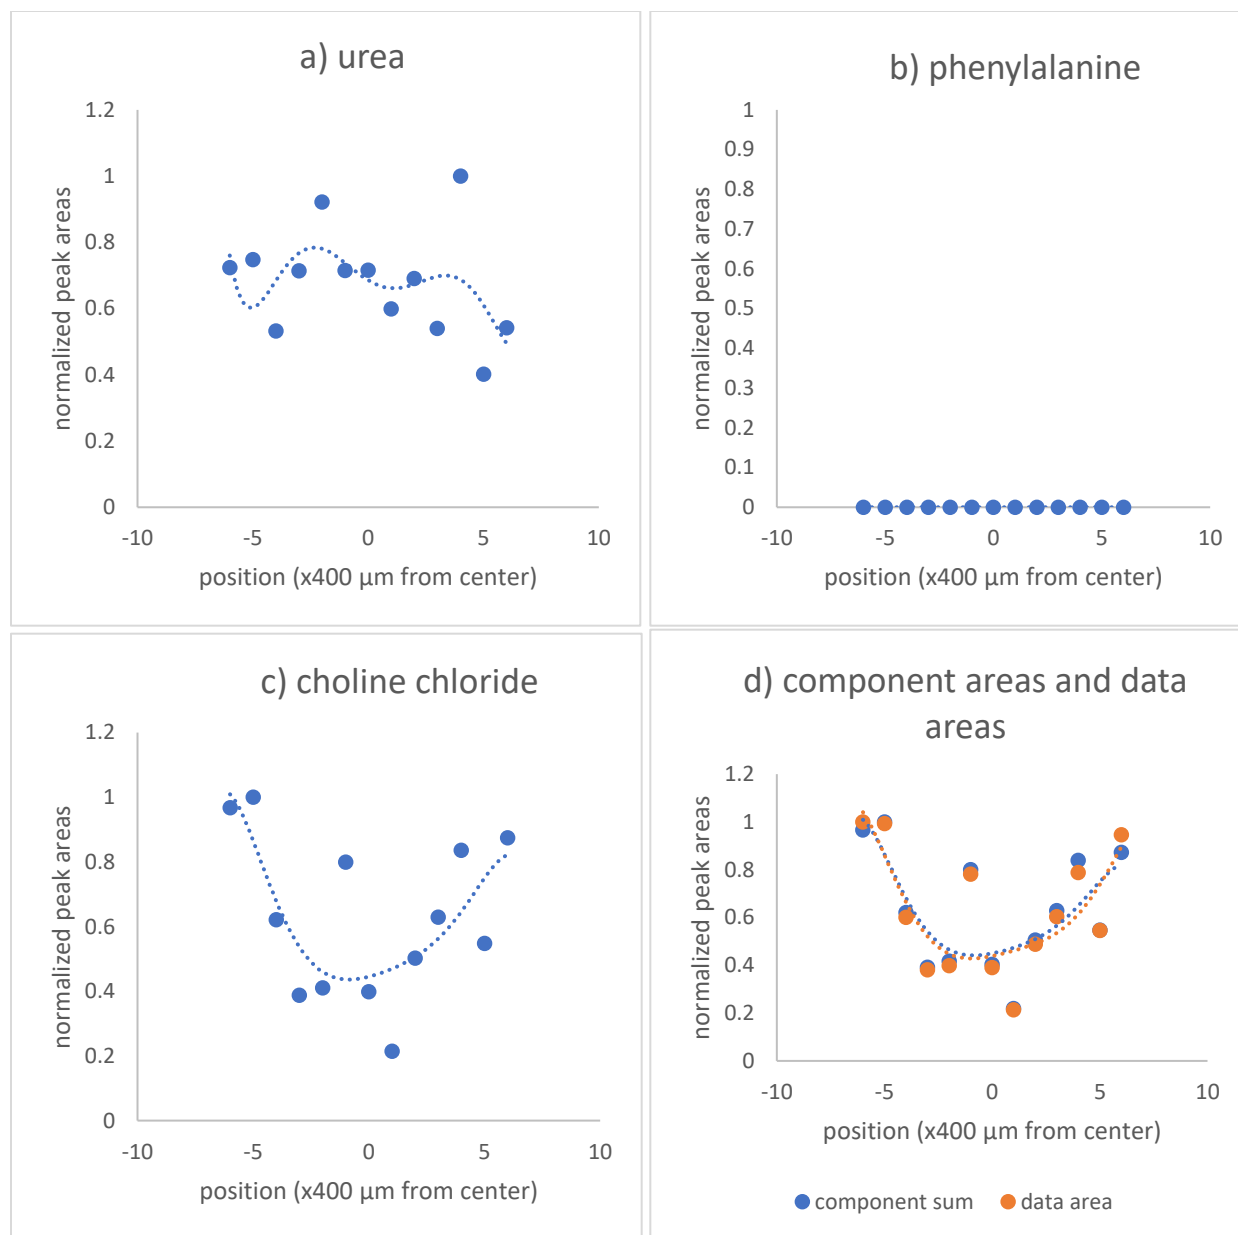 a) urea
1.2
1
0.8
0.6
0.4
0.2
0
normalized peak areas
-10 -5 0 5 10
position (x400 µm from center)
b) phenylalanine
1
0.9
0.8
0.7
0.6
0.5
0.4
0.3
0.2
0.1
0
normalized peak areas
-10 -5 0 5 10
position (x400 µm from center)
c) choline chloride
1.2
1
0.8
0.6
0.4
0.2
0
normalized peak areas
-10 -5 0 5 10
position (x400 µm from center)
d) component areas and data
areas
1.2
1
0.8
0.6
0.4
0.2
0
normalized peak areas
-10 -5 0 5 10
position (x400 µm from center)
component sum data area